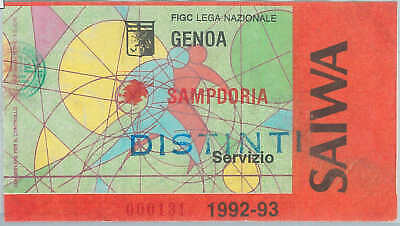 FIGC LEGA NAZIONALE
GENOA
SAMPDORIA
DISTINTI
Servizio
000131
1992-93
SAIWA